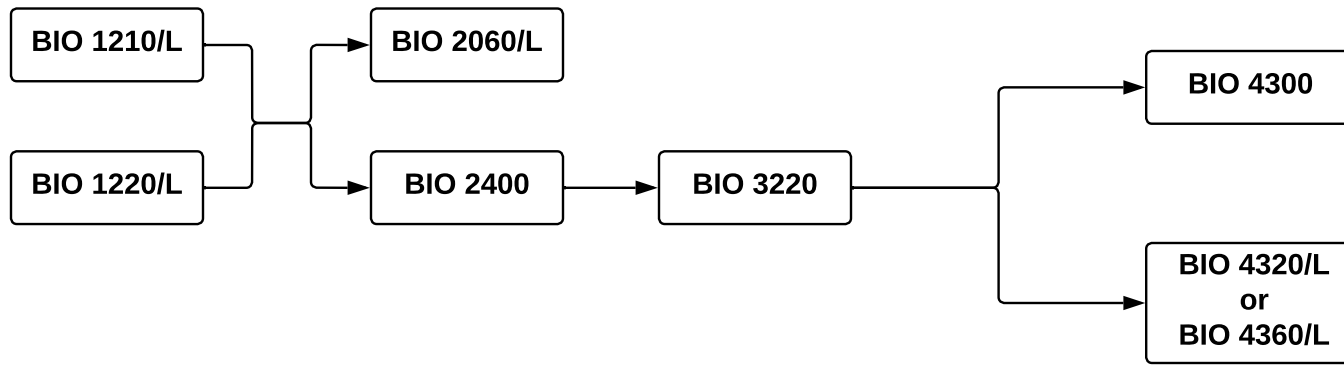 BIO 1210/L
BIO 2060/L
BIO 4300
BIO 1220/L
BIO 2400
BIO 3220
BIO 4320/L
or
BIO 4360/L